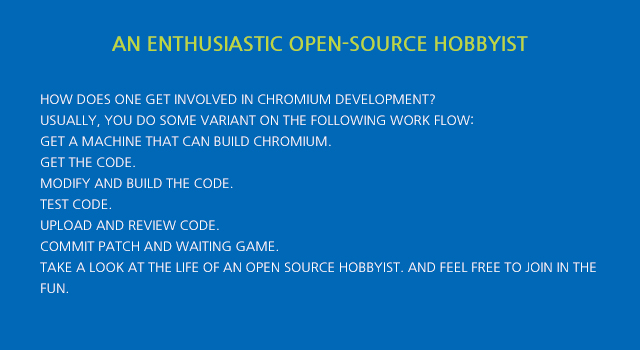 AN ENTHUSIASTIC OPEN-SOURCE HOBBYIST
HOW DOES ONE GET INVOLVED IN CHROMIUM DEVELOPMENT?
USUALLY, YOU DO SOME VARIANT ON THE FOLLOWING WORK FLOW:
GET A MACHINE THAT CAN BUILD CHROMIUM.
GET THE CODE.
MODIFY AND BUILD THE CODE.
TEST CODE.
UPLOAD AND REVIEW CODE.
COMMIT PATCH AND WAITING GAME.
TAKE A LOOK AT THE LIFE OF AN OPEN SOURCE HOBBYIST. AND FEEL FREE TO JOIN IN THE
FUN.